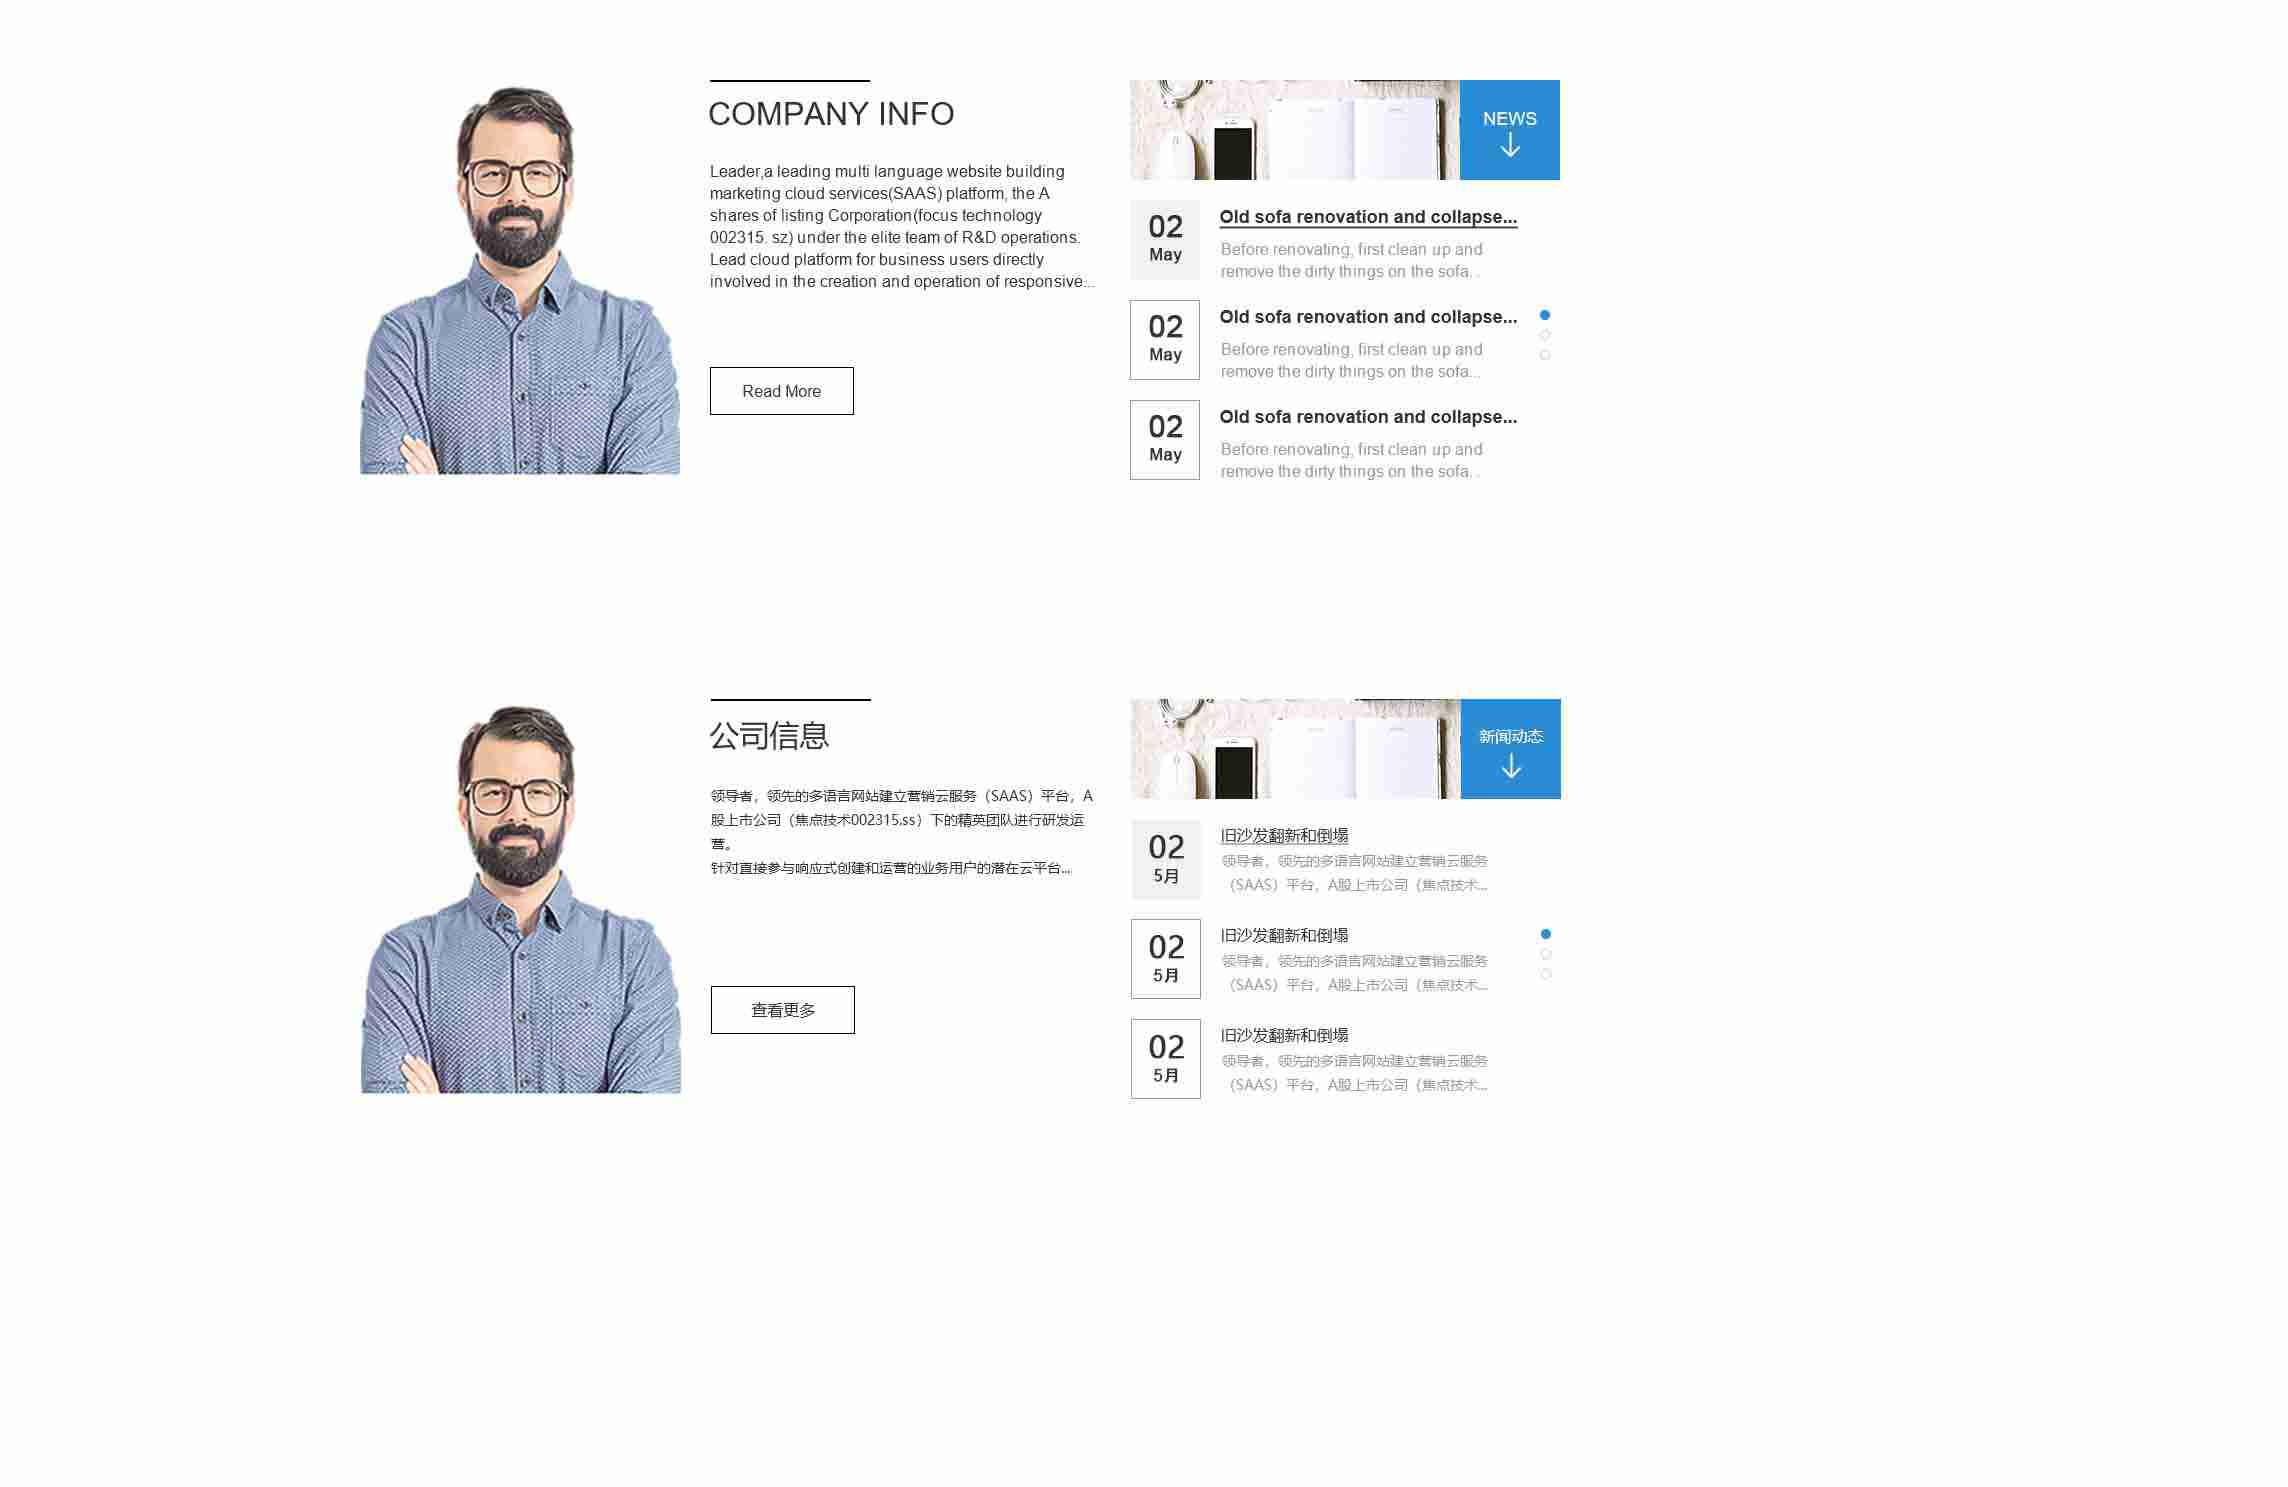 COMPANY INFO
Leader,a leading multi language website building
marketing cloud services(SAAS) platform, the A
shares of listing Corporation(focus technology
002315. sz) under the elite team of R&D operations.
Lead cloud platform for business users directly
involved in the creation and operation of responsive...
Read More
NEWS
02
May
Old sofa renovation and collapse...
Before renovating, first clean up and
remove the dirty things on the sofa. .
02
May
Old sofa renovation and collapse...
Before renovating, first clean up and
remove the dirty things on the sofa...
02
May
Old sofa renovation and collapse...
Before renovating, first clean up and
remove the dirty things on the sofa. .
公司信息
领导者，领先的多语言网站建立营销云服务（SAAS）平台，A
股上市公司（焦点技术002315.ss）下的精英团队进行研发运
营。
针对直接参与响应式创建和运营的业务用户的潜在云平台...
查看更多
新闻动态
02
5月
旧沙发翻新和倒塌
领导者，领先的多语言网站建立营销云服务
（SAAS）平台，A股上市公司（焦点技术...
02
5月
旧沙发翻新和倒塌
领导者，领先的多语言网站建立营销云服务
（SAAS）平台，A股上市公司（焦点技术...
02
5月
旧沙发翻新和倒塌
领导者，领先的多语言网站建立营销云服务
（SAAS）平台，A股上市公司（焦点技术...